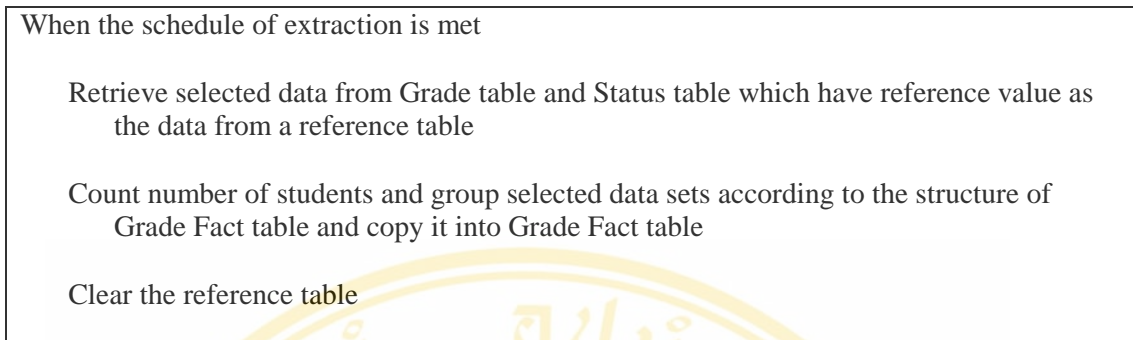 When the schedule of extraction is met
Retrieve selected data from Grade table and Status table which have reference value as
the data from a reference table
Count number of students and group selected data sets according to the structure of
Grade Fact table and copy it into Grade Fact table
Clear the reference table